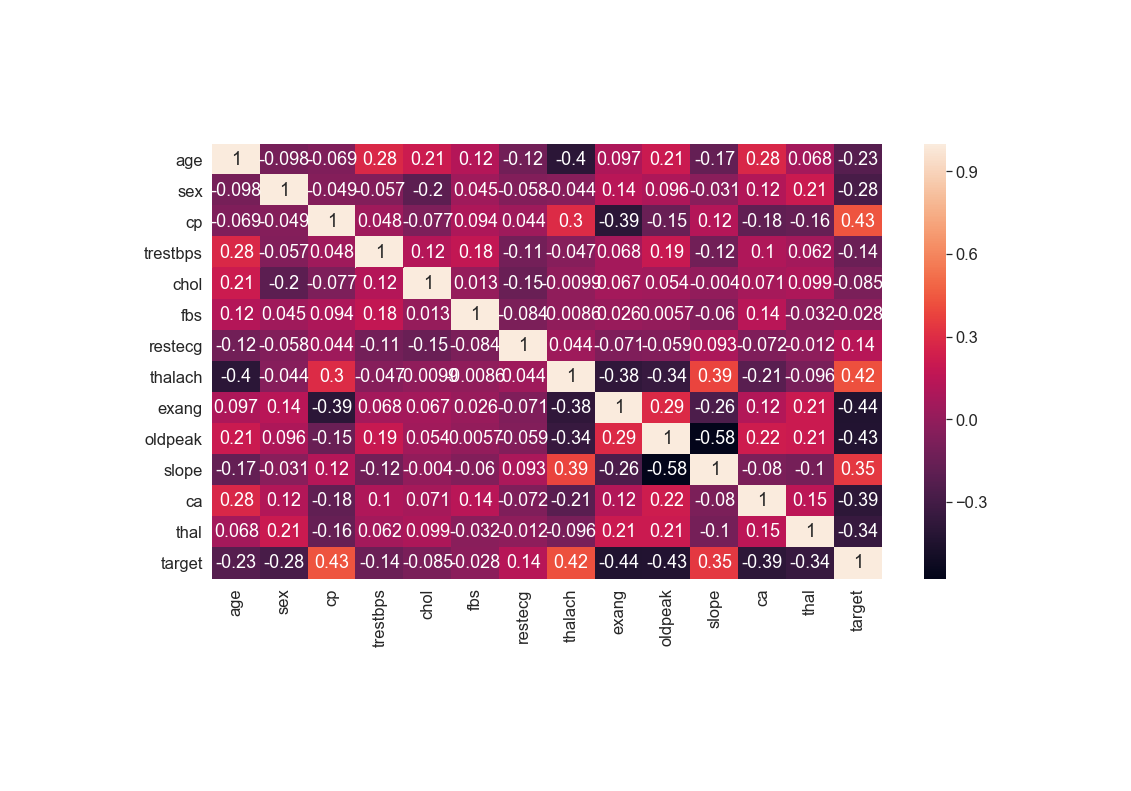 age 1 -0.098 -0.069 0.28 0.21 0.12 -0.12 -0.4 0.097 0.21 -0.17 0.28 0.068 -0.23
sex -0.098 1 -0.049 -0.057 -0.2 0.045 -0.058 -0.044 0.14 0.096 -0.031 0.12 0.21 -0.28
cp -0.069 -0.049 1 0.048 -0.077 0.094 0.044 0.3 -0.39 -0.15 0.12 -0.18 -0.16 0.43
trestbps 0.28 -0.057 0.048 1 0.12 0.18 -0.11 -0.047 0.068 0.19 -0.12 0.1 0.062 -0.14
chol 0.21 -0.2 -0.077 0.12 1 0.013 -0.15 -0.0099 0.067 0.054 -0.004 0.071 0.099 -0.085
fbs 0.12 0.045 0.094 0.18 0.013 1 -0.084 -0.0086 0.026 0.0057 -0.06 0.14 -0.032 -0.028
restecg -0.12 -0.058 0.044 -0.11 -0.15 -0.084 1 0.044 -0.071 -0.059 0.093 -0.072 -0.012 0.14
thalach -0.4 -0.044 0.3 -0.047 -0.0099 -0.0086 0.044 1 -0.38 -0.34 0.39 -0.21 -0.096 0.42
exang 0.097 0.14 -0.39 0.068 0.067 0.026 -0.071 -0.38 1 0.29 -0.26 0.12 0.21 -0.44
oldpeak 0.21 0.096 -0.15 0.19 0.054 0.0057 -0.059 -0.34 0.29 1 -0.58 0.22 0.21 -0.43
slope -0.17 -0.031 0.12 -0.12 -0.004 -0.06 0.093 0.39 -0.26 -0.58 1 -0.08 -0.1 0.35
ca 0.28 0.12 -0.18 0.1 0.071 0.14 -0.072 -0.21 0.12 0.22 -0.08 1 0.15 -0.39
thal 0.068 0.21 -0.16 0.062 0.099 -0.032 -0.012 -0.096 0.21 0.21 -0.1 0.15 1 -0.34
target -0.23 -0.28 0.43 -0.14 -0.085 -0.028 0.14 0.42 -0.44 -0.43 0.35 -0.39 -0.34 1
age sex cp trestbps chol fbs restecg thalach exang oldpeak slope ca thal target
0.9
0.6
0.3
0.0
−0.3